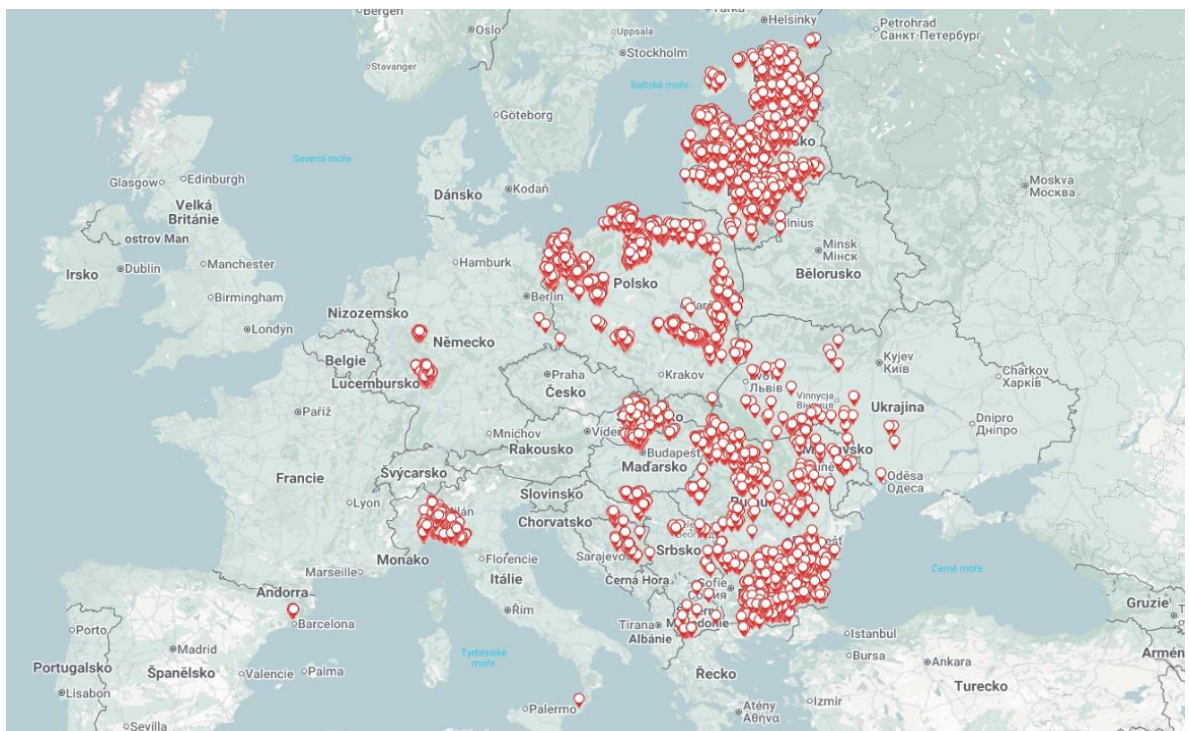 Bergen
Helsinky
Petrohrad
Санкт-Петербург
Oslo
Uppsala
Stockholm
Stavanger
Baltské moře
Göteborg
Severní moře
Glasgow
Edinburgh
Moskva
Москва
Dánsko
Kodaň
Velká
Británie
ostrov Man
Vilnius
Minsk
Мінск
Irsko
Dublin
Manchester
Hamburk
Bělorusko
Birmingham
Berlín
Polsko
Nizozemsko
Londýn
Německo
Belgie
Kyjev
Київ
Lucembursko
Praha
Krakov
Львів
Charkov
Харків
Česko
Vinnycja
Вінниця
Ukrajina
Paříž
Dnipro
Дніпро
Mnichov
Vídeň
Rakousko
Budapešť
Maďarsko
Oděsa
Одеса
Francie
Švýcarsko
Slovinsko
Lyon
Chorvatsko
Srbsko
Monako
Sarajevo
Marseille
Florencie
Černé moře
Andorra
Itálie
Černá Hora
Sofie
София
Gruzie
Řím
Barcelona
Porto
Tirana
Istanbul
Albánie
Madrid
Tyrhénské
moře
Bursa
Ankara
Portugalsko
Španělsko
Valencie
Palma
Řecko
Turecko
Lisabon
Palermo
Atény
Αθήνα
Izmir
Sevilla